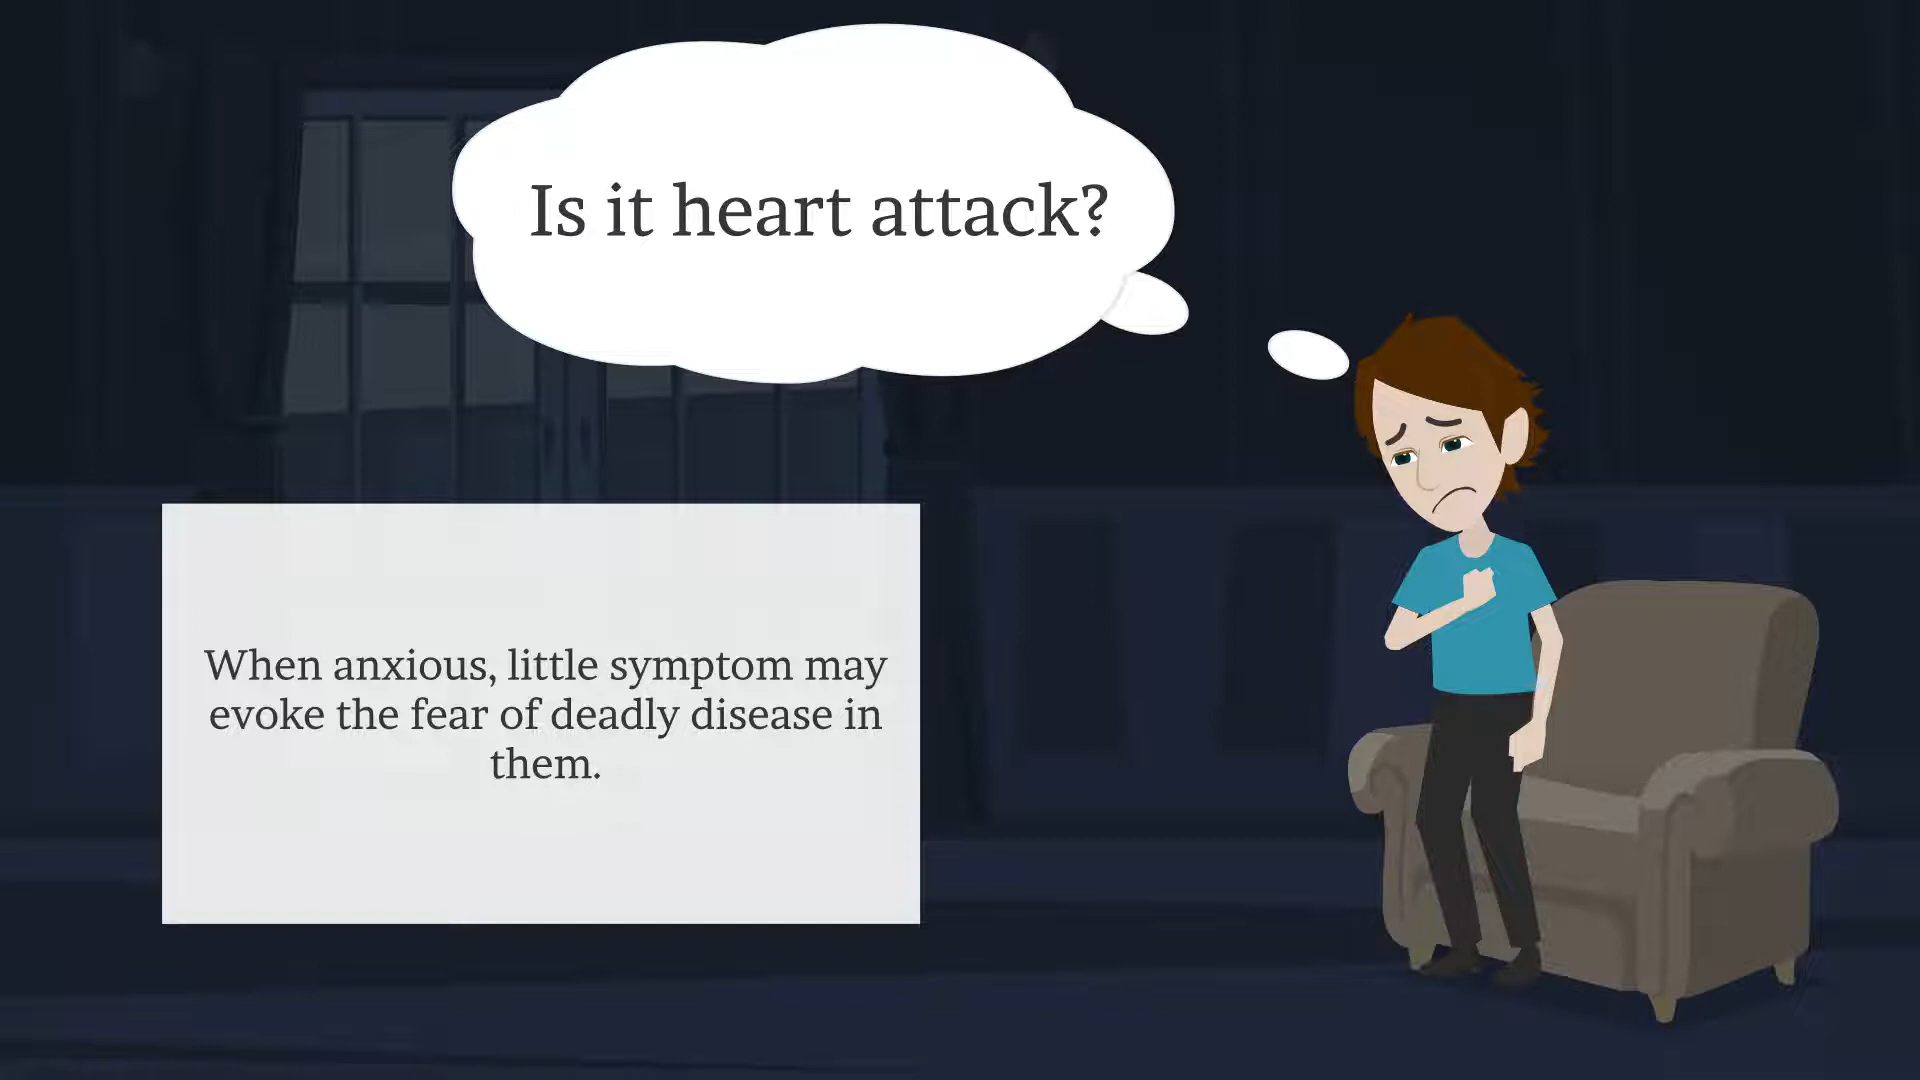 Is it heart attack?
When anxious, little symptom may
evoke the fear of deadly disease in
them.